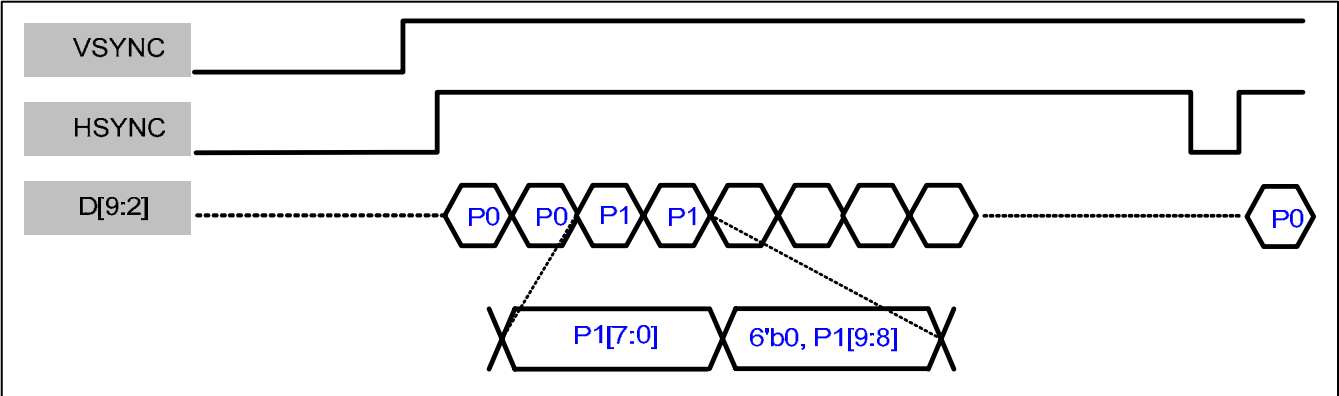 VSYNC
HSYNC
D[9:2]
P0 P0 P1 P1 P0
P1[7:0] 6'b0, P1[9:8]